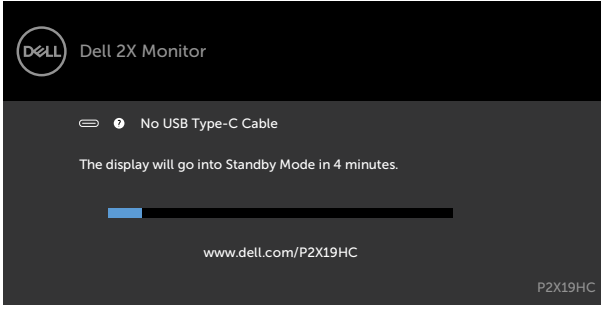 DELL
Dell 2X Monitor
? No USB Type-C Cable
The display will go into Standby Mode in 4 minutes.
www.dell.com/P2X19HC
P2X19HC